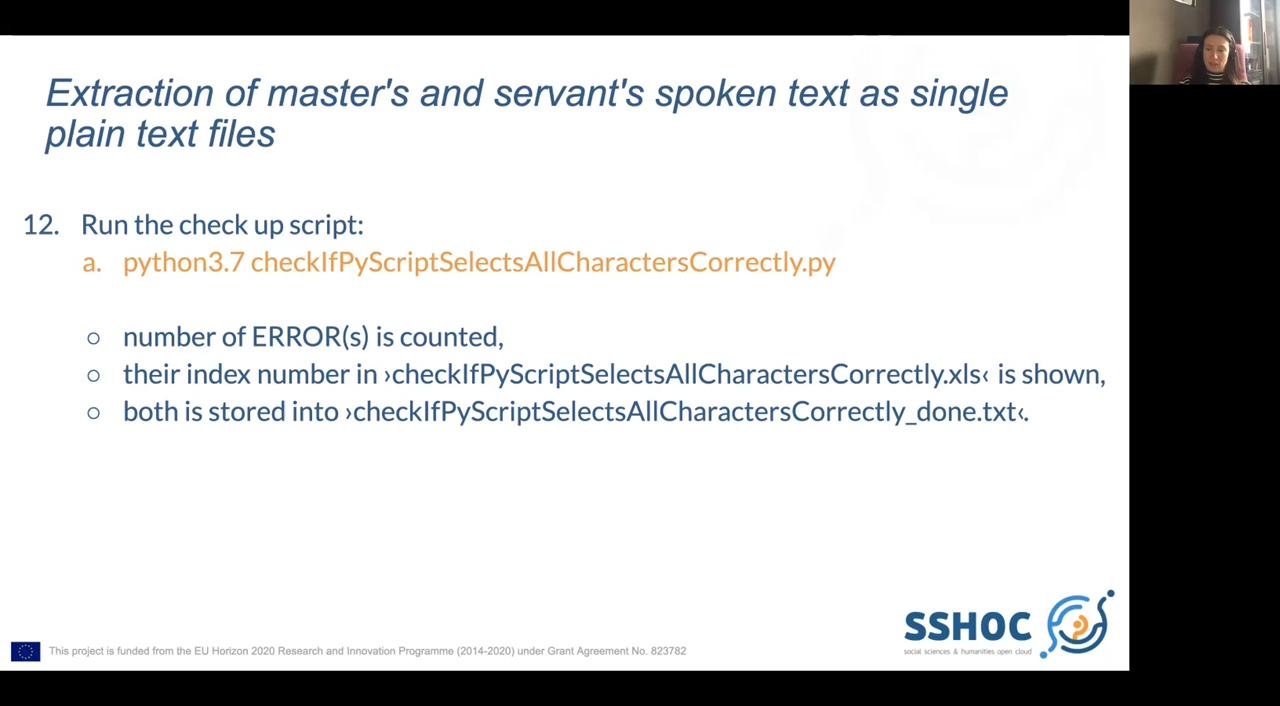 Extraction of master's and servant's spoken text as single
plain text files
12. Run the check up script:
a. python3.7 checkIfPyScriptSelectsAllCharactersCorrectly.py
○ number of ERROR(s) is counted,
○ their index number in ›checkIfPyScriptSelectsAllCharactersCorrectly.xls‹ is shown,
○ both is stored into ›checkIfPyScriptSelectsAllCharactersCorrectly_done.txt‹.
SSHOC
social sciences & humanities open cloud
This project is funded from the EU Horizon 2020 Research and Innovation Programme (2014-2020) under Grant Agreement No. 823782